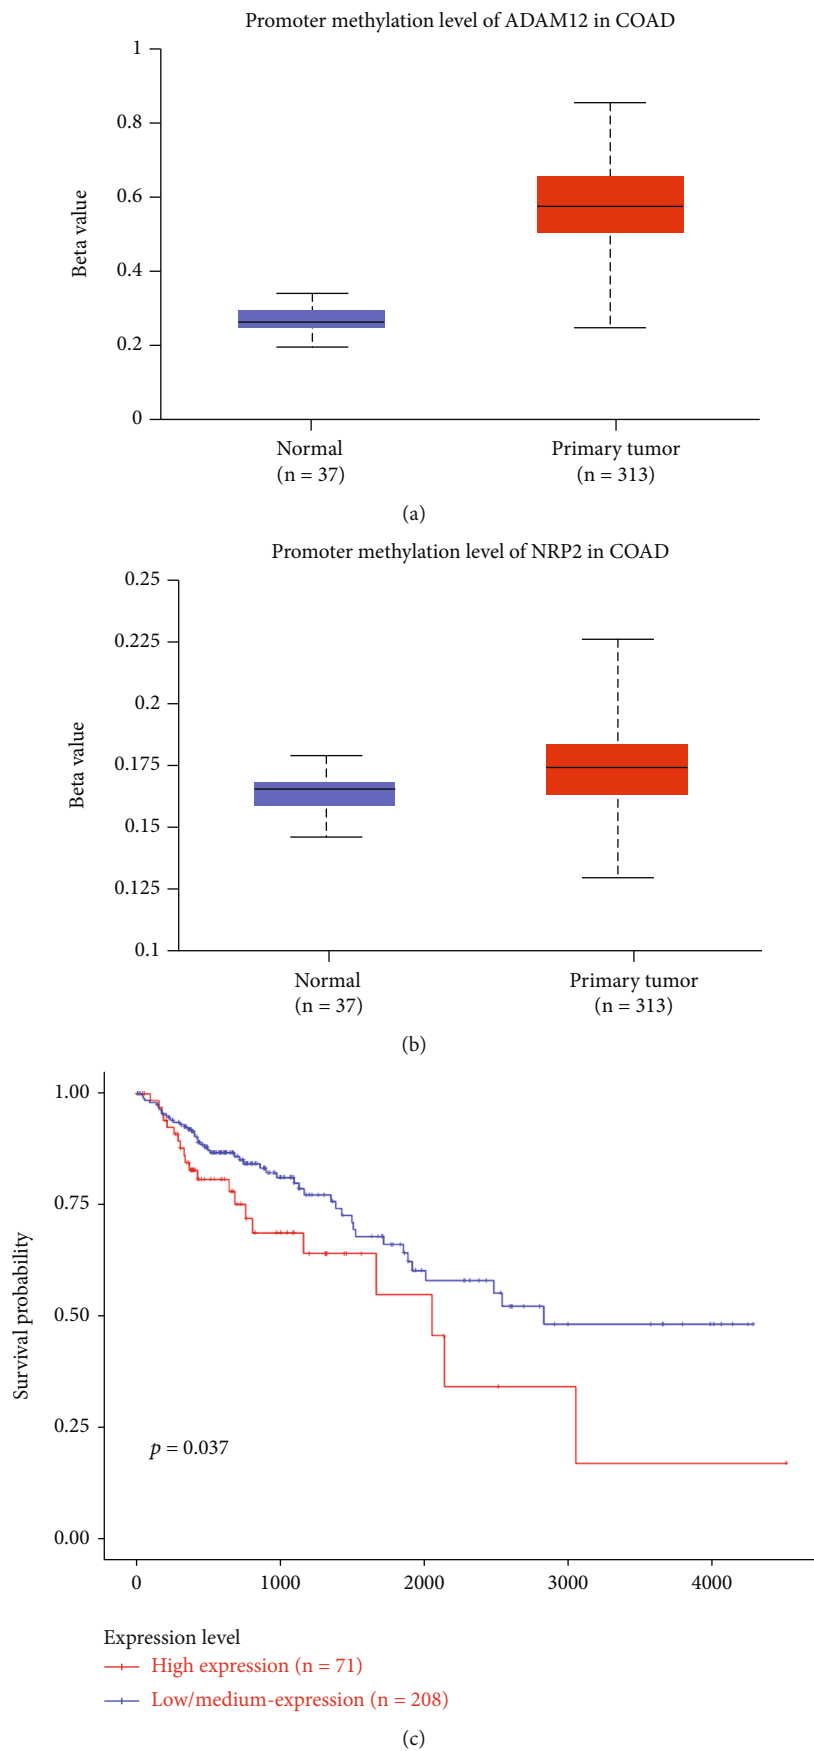 Promoter methylation level of ADAM12 in COAD
1
0.8
0.6
0.4
0.2
0
Beta value
Normal
(n = 37)
Primary tumor
(n = 313)
(a)
Promoter methylation level of NRP2 in COAD
0.25
0.225
0.2
0.175
0.15
0.125
0.1
Beta value
Normal
(n = 37)
Primary tumor
(n = 313)
(b)
1.00
0.75
0.50
0.25
0.00
Survival probability
p = 0.037
0 1000 2000 3000 4000
Expression level
High expression (n = 71)
Low/medium-expression (n = 208)
(c)